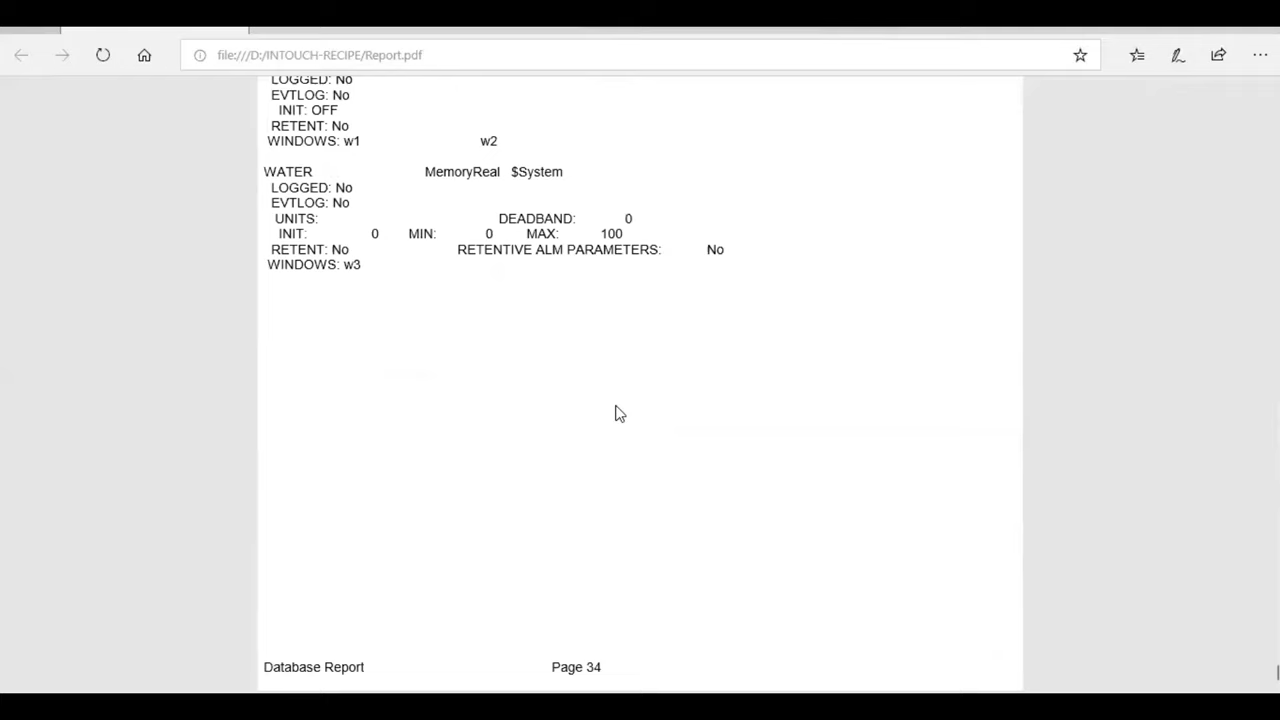 file:///D:/INTOUCH-RECIPE/Report.pdf
LOGGED: No
EVTLOG: No
INIT: OFF
RETENT: No
WINDOWS: w1 w2
WATER MemoryReal $System
LOGGED: No
EVTLOG: No
UNITS: DEADBAND: 0
INIT: 0 MIN: 0 MAX: 100
RETENT: No RETENTIVE ALM PARAMETERS: No
WINDOWS: w3
Database Report Page 34